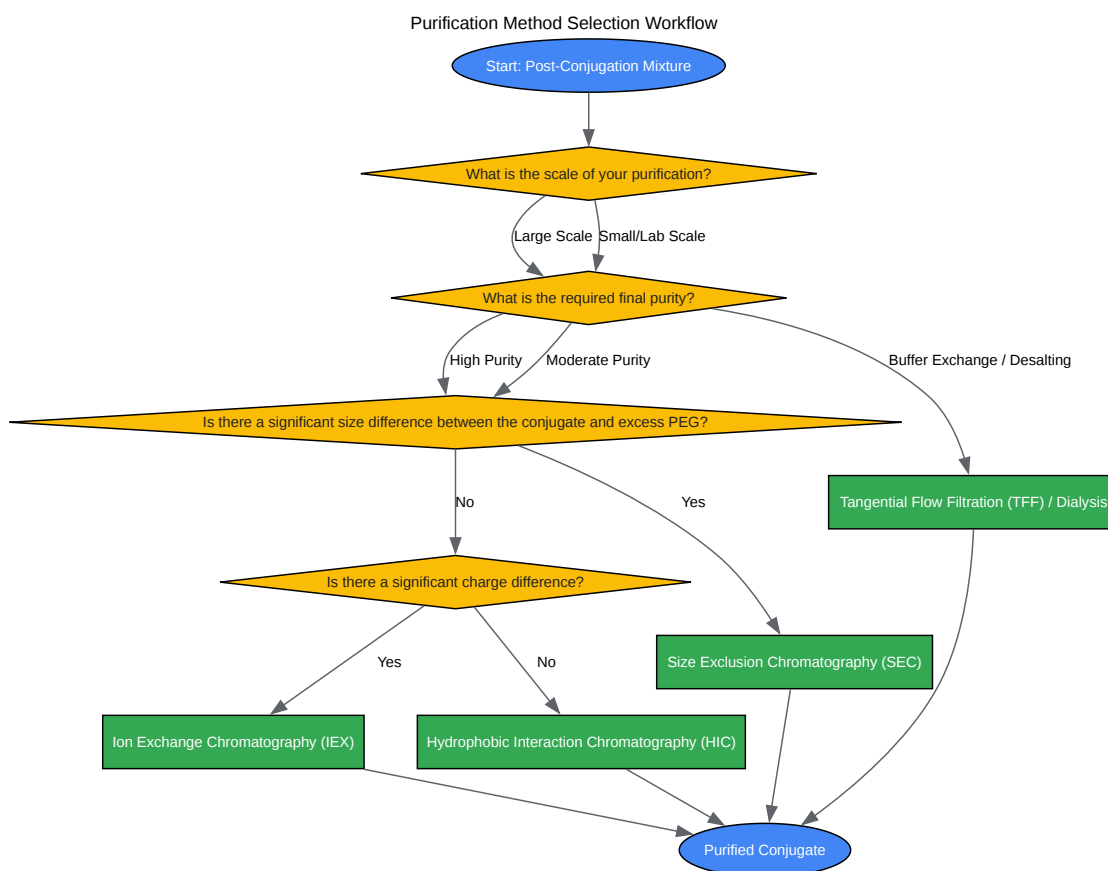 Purification Method Selection Workflow
Start: Post-Conjugation Mixture
What is the scale of your purification?
Large Scale
Small/Lab Scale
What is the required final purity?
High Purity
Moderate Purity
Buffer Exchange / Desalting
Is there a significant size difference between the conjugate and excess PEG?
No
Yes
Tangential Flow Filtration (TFF) / Dialysis
Is there a significant charge difference?
Yes
No
Size Exclusion Chromatography (SEC)
Ion Exchange Chromatography (IEX)
Hydrophobic Interaction Chromatography (HIC)
Purified Conjugate